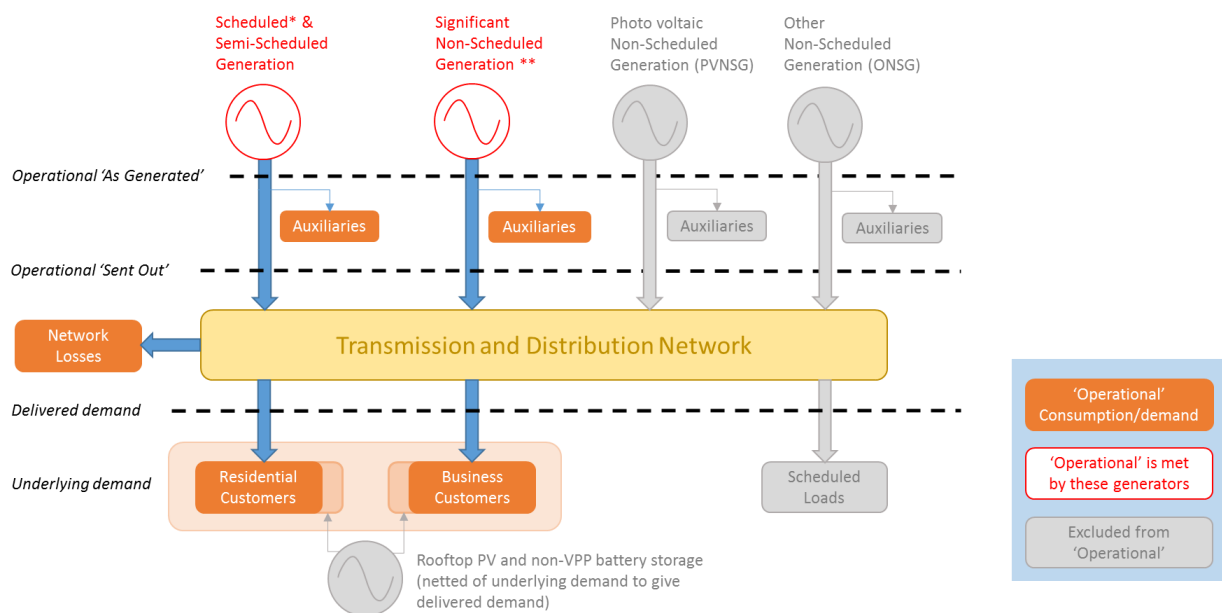 Scheduled* &
Semi-Scheduled
Generation
Significant
Non-Scheduled
Generation **
Photo voltaic
Non-Scheduled
Generation (PVNSG)
Other
Non-Scheduled
Generation (ONSG)
Operational ‘As Generated’
Auxiliaries
Auxiliaries
Auxiliaries
Auxiliaries
Operational ‘Sent Out’
Network
Losses
Transmission and Distribution Network
Delivered demand
Underlying demand
Residential
Customers
Business
Customers
Scheduled
Loads
Rooftop PV and non-VPP battery storage
(netted of underlying demand to give
delivered demand)
‘Operational’
Consumption/demand
‘Operational’ is met
by these generators
Excluded from
‘Operational’